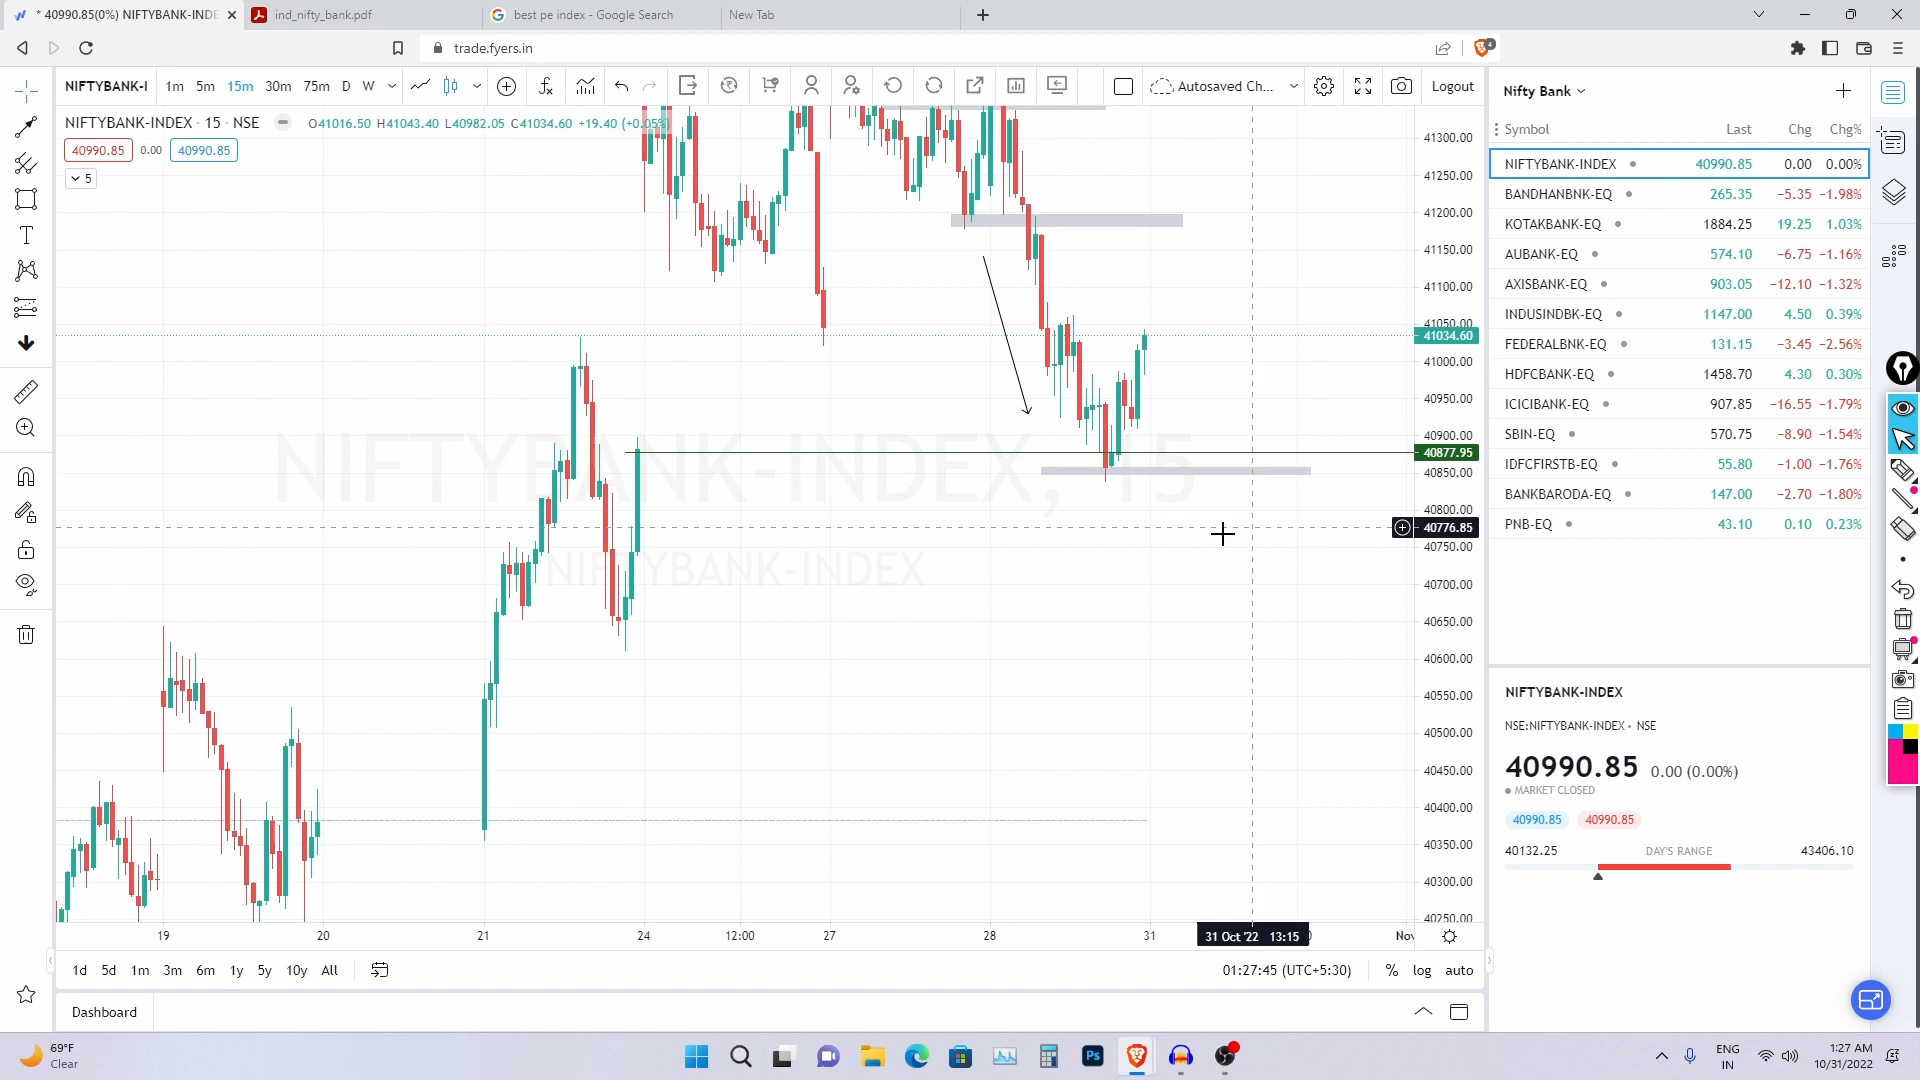 * 40990.85(0%) NIFTYBANK-INDE
ind_nifty_bank.pdf
best pe index - Google Search
New Tab
trade.fyers.in
4
NIFTYBANK-I
1m 5m 15m 30m 75m D W
Autosaved Ch...
Logout
NIFTYBANK-INDEX · 15 · NSE
O41016.50 H41043.40 L40982.05 C41034.60 +19.40 (+0.05%)
40990.85 0.00 40990.85
5
NIFTYBANK-INDEX, 15
NIFTYBANK-INDEX
41300.00
41250.00
41200.00
41150.00
41100.00
41050.00
41034.60
41000.00
40950.00
40900.00
40877.95
40850.00
40800.00
40776.85
40750.00
40700.00
40650.00
40600.00
40550.00
40500.00
40450.00
40400.00
40350.00
40300.00
40250.00
19 20 21 24 12:00 27 28 31 31 Oct '22 13:15 Nov
1d 5d 1m 3m 6m 1y 5y 10y All
01:27:45 (UTC+5:30) % log auto
Dashboard
Nifty Bank
Symbol Last Chg Chg%
NIFTYBANK-INDEX 40990.85 0.00 0.00%
BANDHANBNK-EQ 265.35 −5.35 −1.98%
KOTAKBANK-EQ 1884.25 19.25 1.03%
AUBANK-EQ 574.10 −6.75 −1.16%
AXISBANK-EQ 903.05 −12.10 −1.32%
INDUSINDBK-EQ 1147.00 4.50 0.39%
FEDERALBNK-EQ 131.15 −3.45 −2.56%
HDFCBANK-EQ 1458.70 4.30 0.30%
ICICIBANK-EQ 907.85 −16.55 −1.79%
SBIN-EQ 570.75 −8.90 −1.54%
IDFCFIRSTB-EQ 55.80 −1.00 −1.76%
BANKBARODA-EQ 147.00 −2.70 −1.80%
PNB-EQ 43.10 0.10 0.23%
NIFTYBANK-INDEX
NSE:NIFTYBANK-INDEX • NSE
40990.85 0.00 (0.00%)
MARKET CLOSED
40990.85 40990.85
40132.25 DAY'S RANGE 43406.10
69°F
Clear
Ps
ENG
IN
1:27 AM
10/31/2022